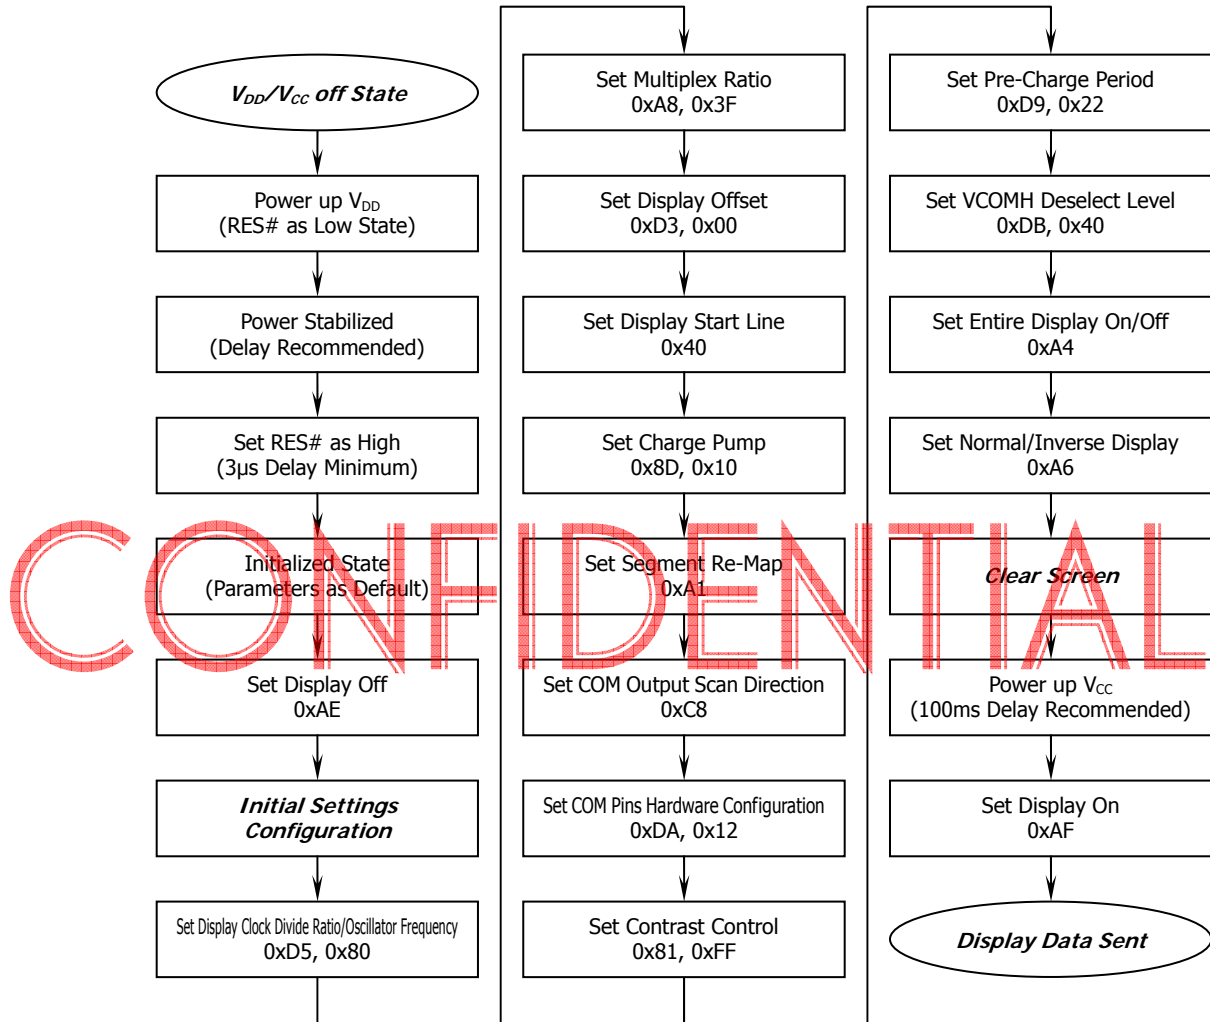 V_DD/V_CC off State
Power up V_DD
(RES# as Low State)
Power Stabilized
(Delay Recommended)
Set RES# as High
(3μs Delay Minimum)
Initialized State
(Parameters as Default)
Set Display Off
0xAE
Initial Settings
Configuration
Set Display Clock Divide Ratio/Oscillator Frequency
0xD5, 0x80
Set Multiplex Ratio
0xA8, 0x3F
Set Display Offset
0xD3, 0x00
Set Display Start Line
0x40
Set Charge Pump
0x8D, 0x10
Set Segment Re-Map
0xA1
Set COM Output Scan Direction
0xC8
Set COM Pins Hardware Configuration
0xDA, 0x12
Set Contrast Control
0x81, 0xFF
Set Pre-Charge Period
0xD9, 0x22
Set VCOMH Deselect Level
0xDB, 0x40
Set Entire Display On/Off
0xA4
Set Normal/Inverse Display
0xA6
Clear Screen
Power up V_CC
(100ms Delay Recommended)
Set Display On
0xAF
Display Data Sent
CONFIDENTIAL